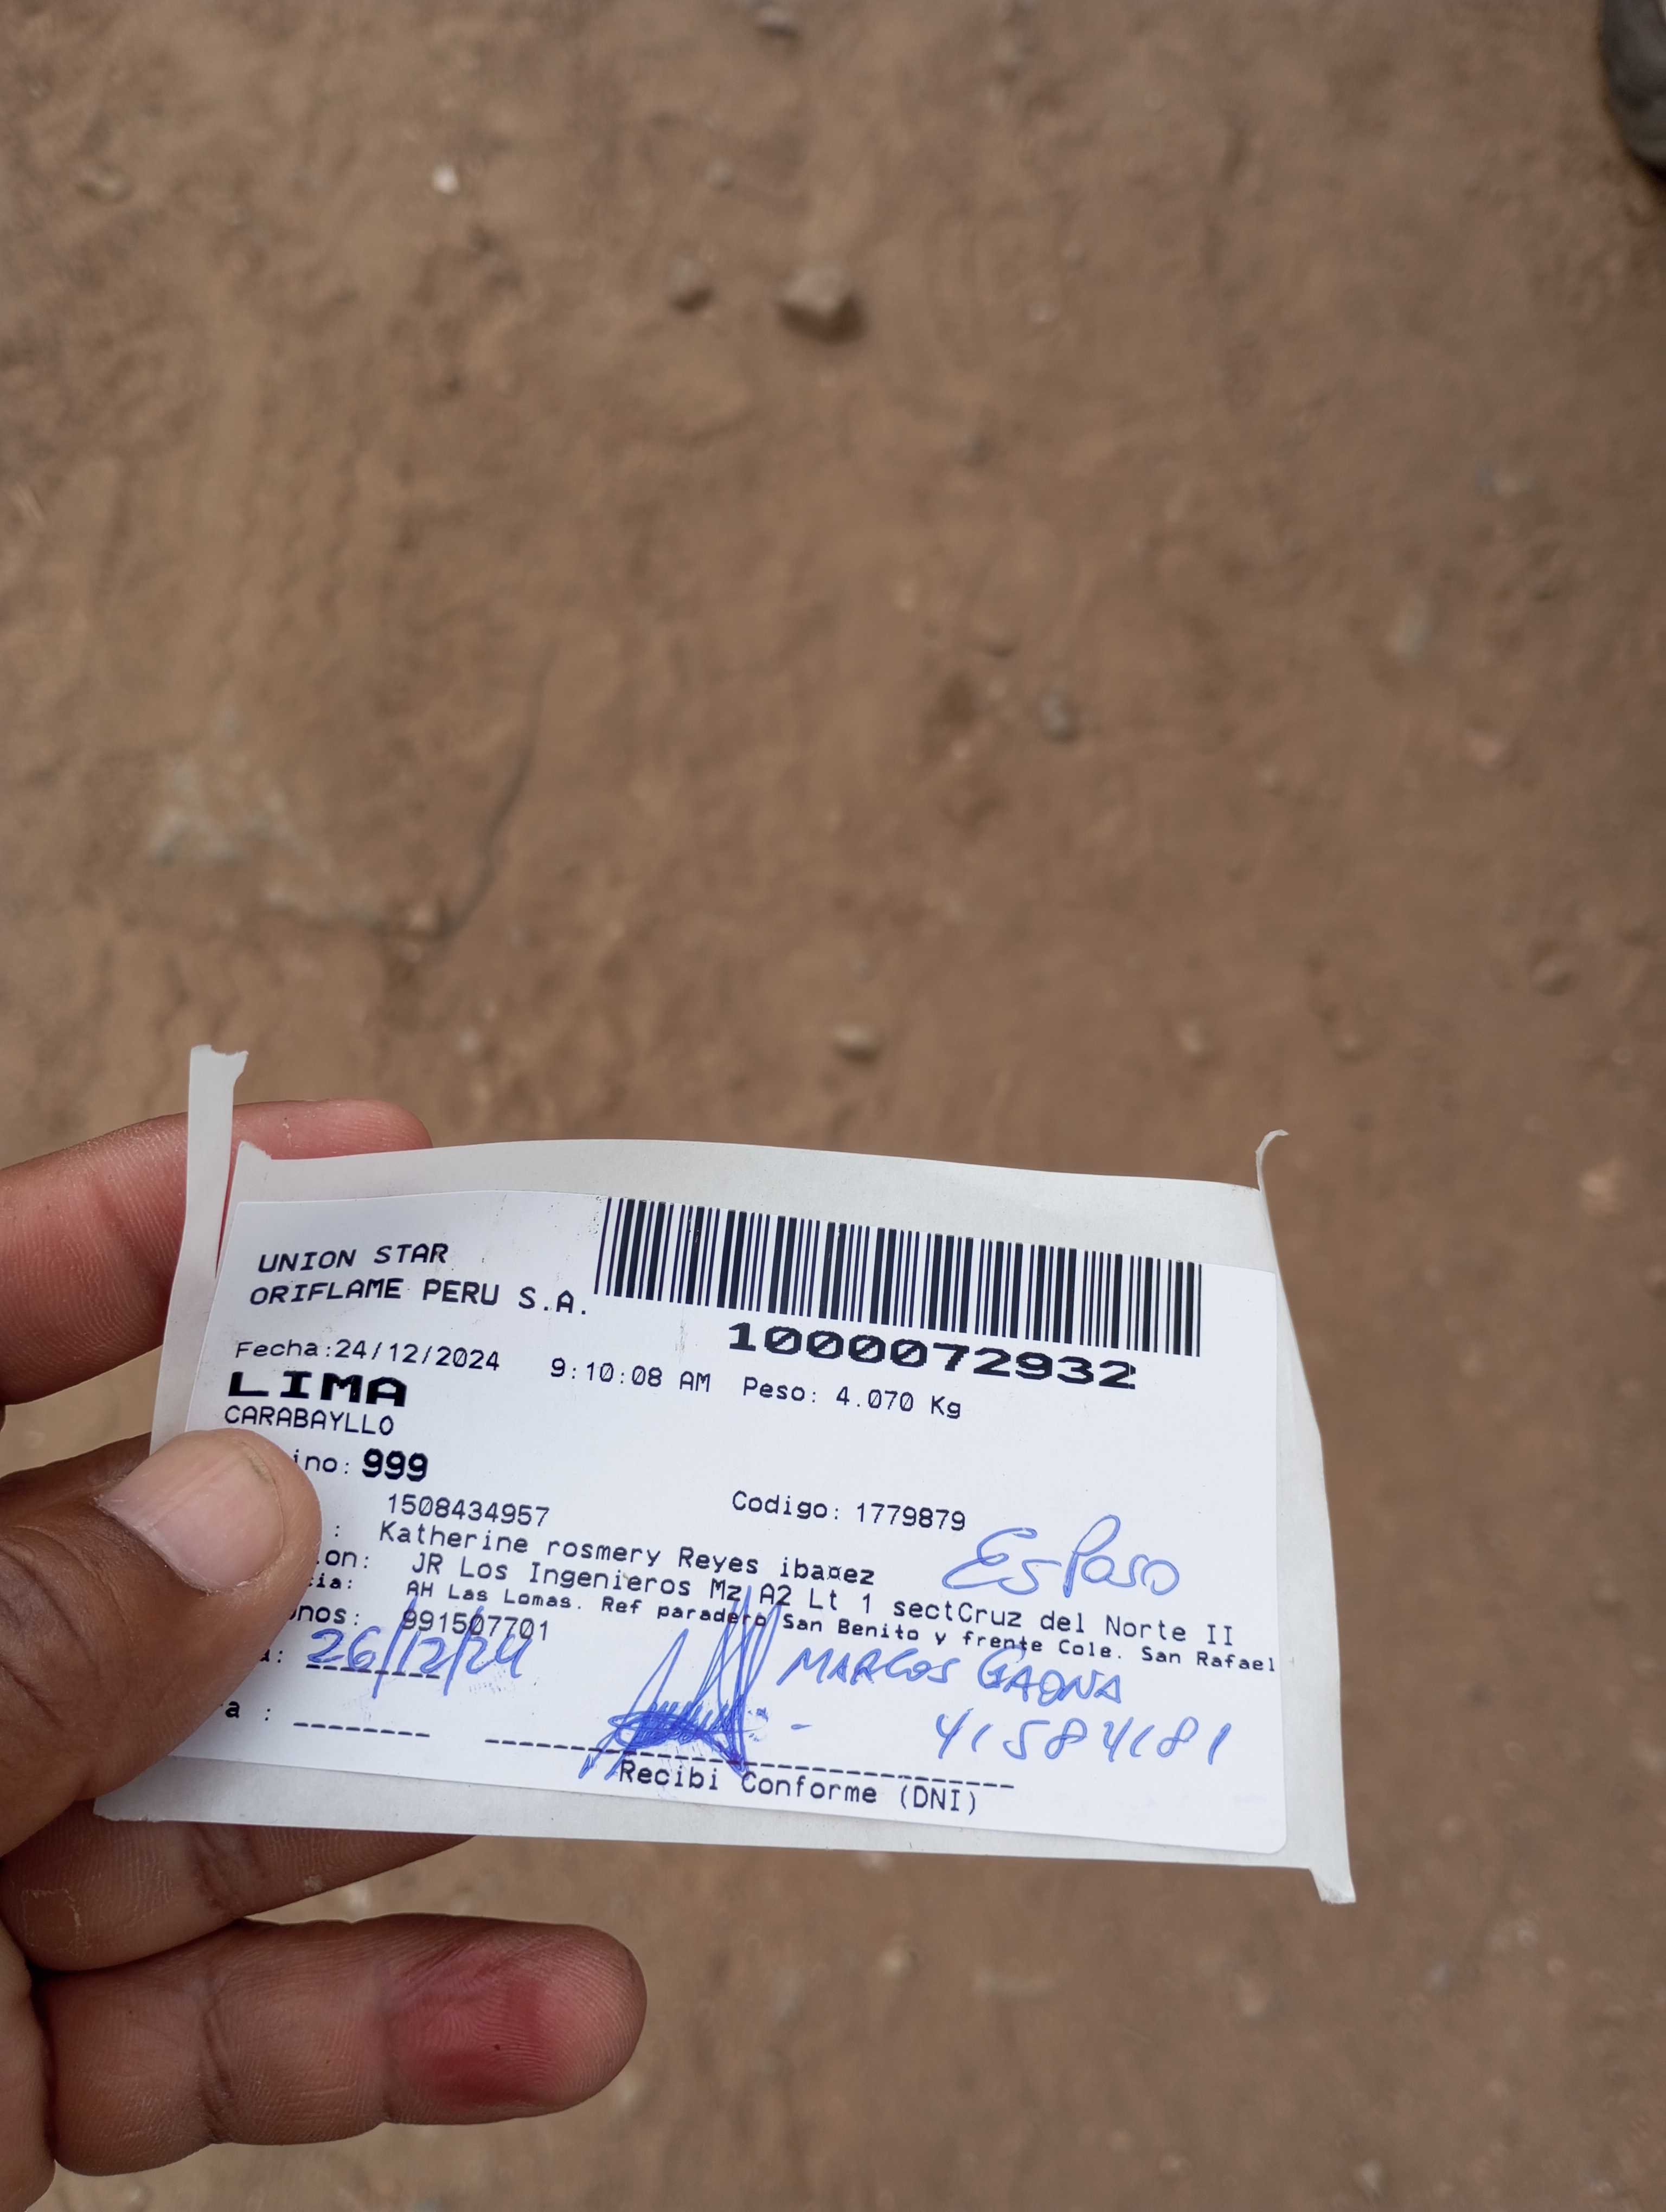 UNION STAR
ORIFLAME PERU S.A.
1000072932
Fecha:24/12/2024 9:10:08 AM Peso: 4.070 Kg
LIMA
CARABAYLLO
ino: 999
1508434957 Codigo: 1779879
: Katherine rosmery Reyes iba¤ez
Esposo
on: JR Los Ingenieros Mz A2 Lt 1 sectCruz del Norte II
cia: AH Las Lomas. Ref paradero San Benito y frente Cole. San Rafael
onos: 991507701
: 26/12/24
MARCOS GAONA
a :
41584181
Recibi Conforme (DNI)